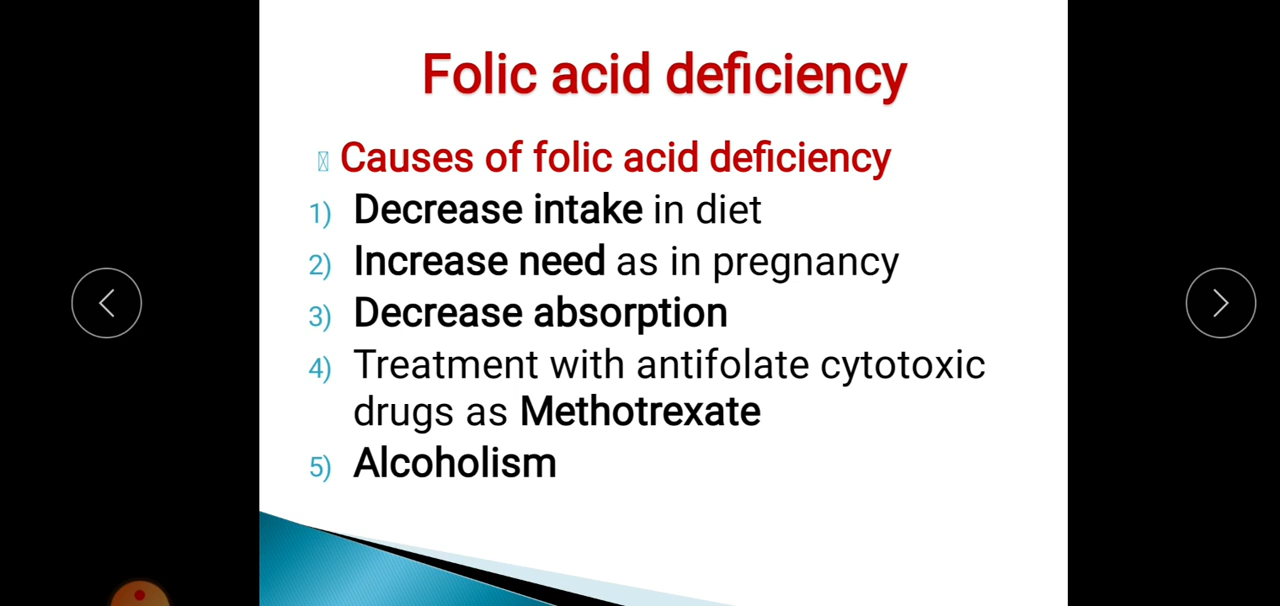 Folic acid deficiency
Causes of folic acid deficiency
1) Decrease intake in diet
2) Increase need as in pregnancy
3) Decrease absorption
4) Treatment with antifolate cytotoxic
drugs as Methotrexate
5) Alcoholism